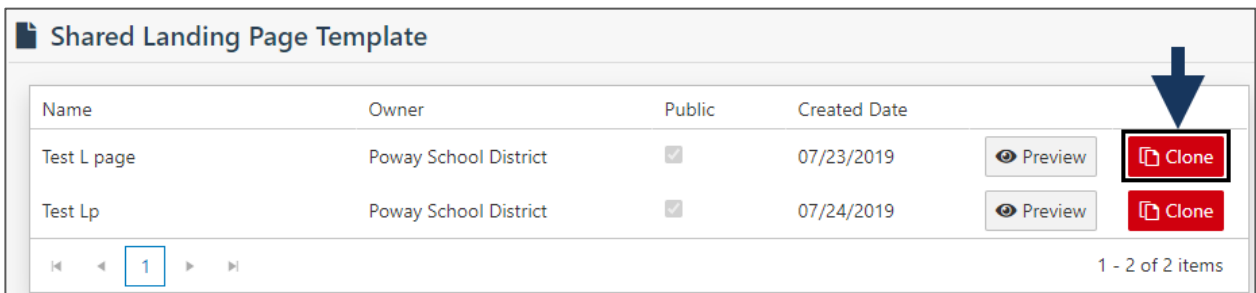 Shared Landing Page Template
Name Owner Public Created Date
Test L page Poway School District 07/23/2019 Preview Clone
Test Lp Poway School District 07/24/2019 Preview Clone
1 1 - 2 of 2 items